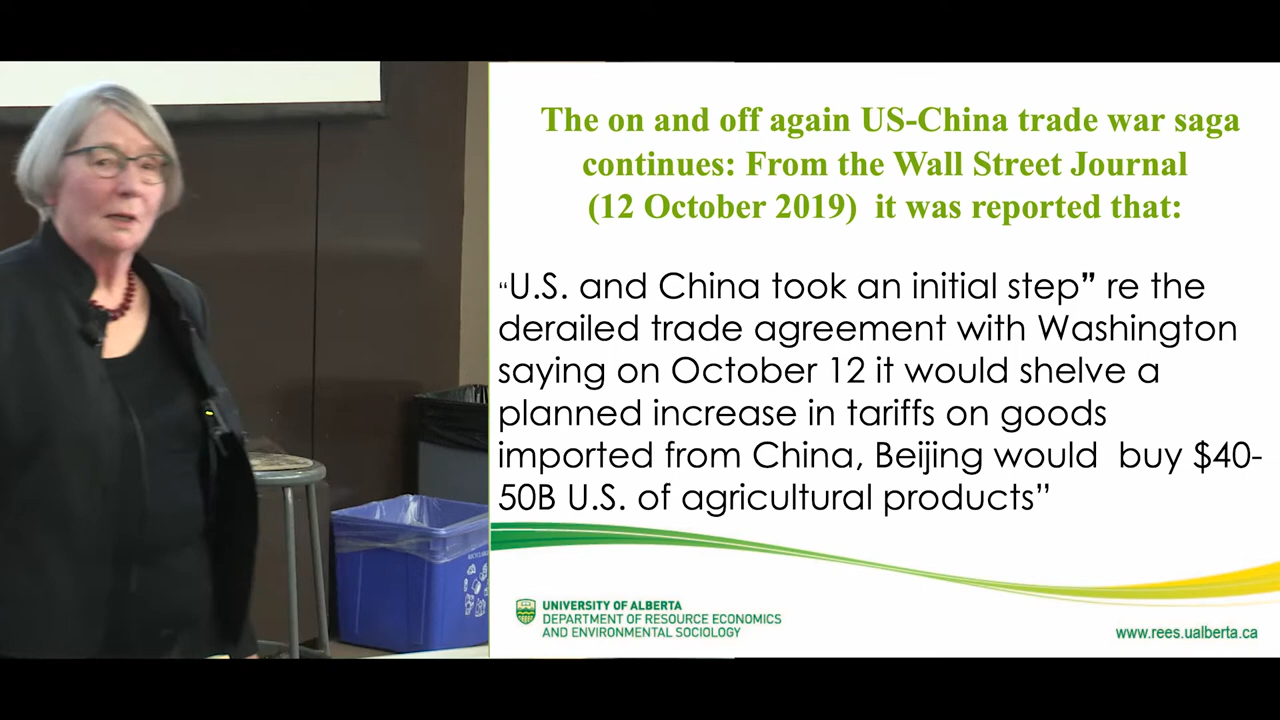 The on and off again US-China trade war saga
continues: From the Wall Street Journal
(12 October 2019)  it was reported that:
“U.S. and China took an initial step” re the
derailed trade agreement with Washington
saying on October 12 it would shelve a
planned increase in tariffs on goods
imported from China, Beijing would  buy $40-
50B U.S. of agricultural products”
UNIVERSITY OF ALBERTA
DEPARTMENT OF RESOURCE ECONOMICS
AND ENVIRONMENTAL SOCIOLOGY
www.rees.ualberta.ca